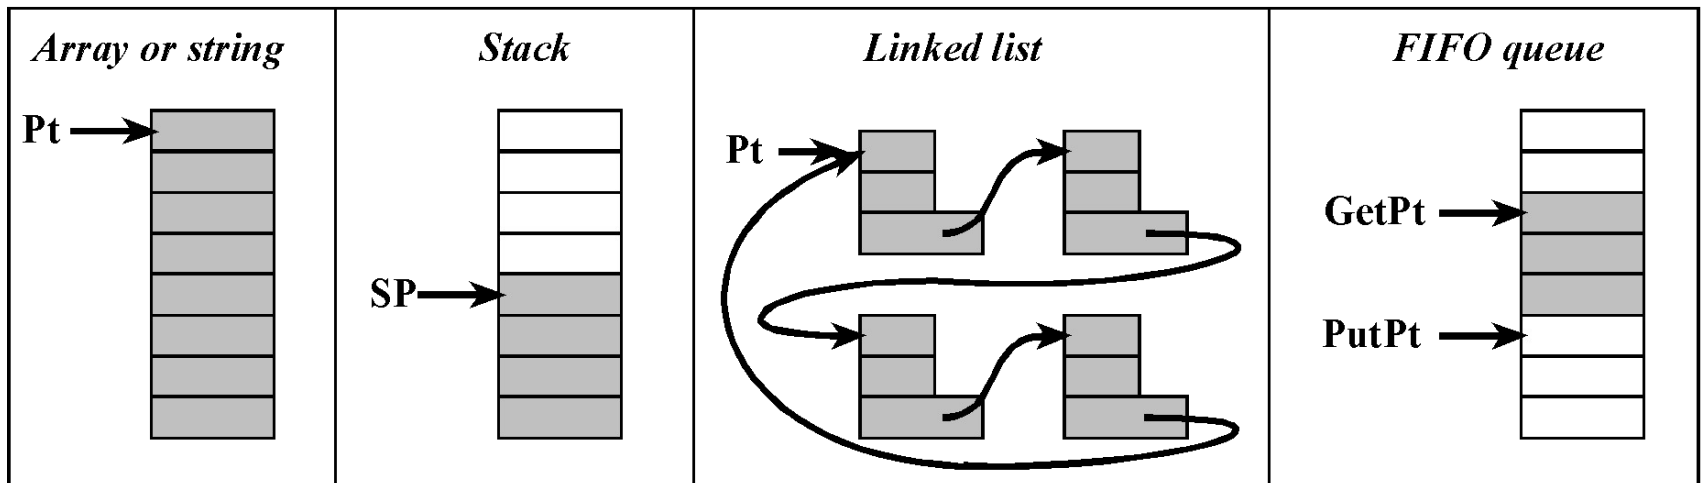 Array or string
Stack
Linked list
FIFO queue
Pt
SP
Pt
GetPt
PutPt